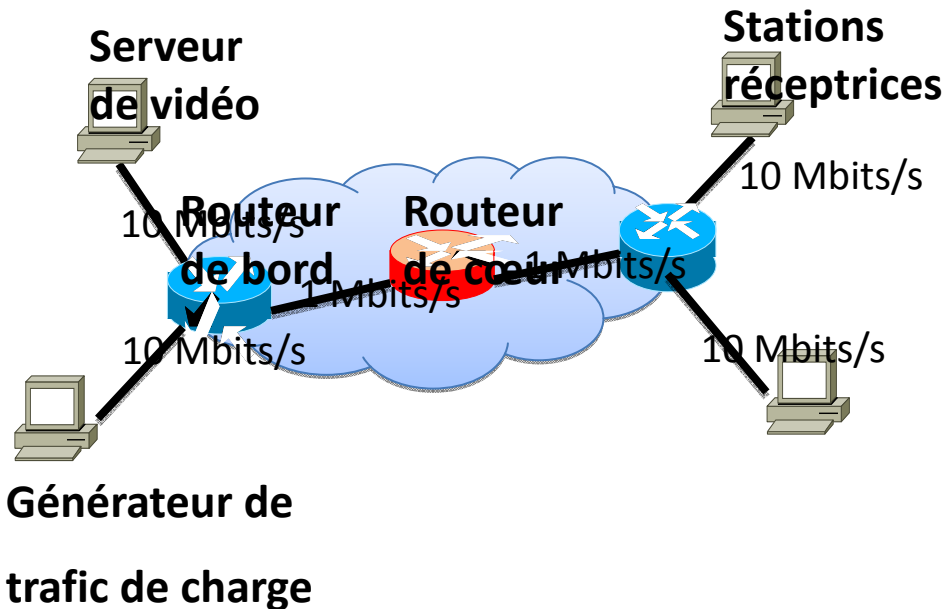 Serveur
de vidéo
Stations
réceptrices
10 Mbits/s
10 Mbits/s
Routeur
de bord
Routeur
de cœur
1 Mbits/s
1 Mbits/s
10 Mbits/s
10 Mbits/s
Générateur de
trafic de charge